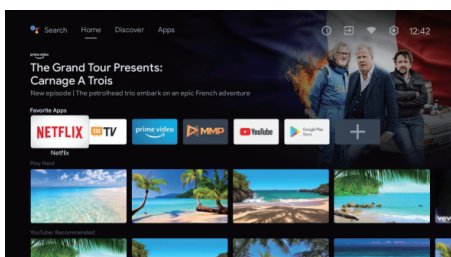 Search Home Discover Apps 12:42
prime video
The Grand Tour Presents:
Carnage A Trois
New episode | The petrolhead trio embark on an epic French adventure
Favorite Apps
NETFLIX mTV prime video MMP YouTube Google Play Store
Netflix
Play Next
YouTube Recommended